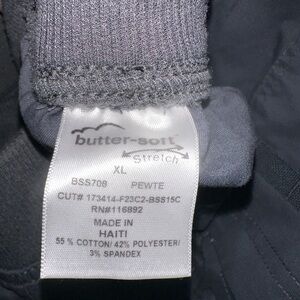 butter-soft
Stretch
XL
BSS708 PEWTE
CUT# 173414-F23C2-BSS15C
RN#116892
MADE IN
HAITI
55 % COTTON/ 42% POLYESTER/
3% SPANDEX